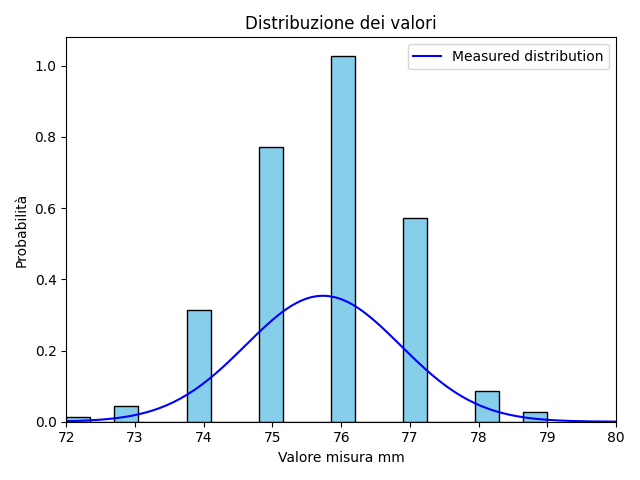 Distribuzione dei valori
Measured distribution
1.0
0.8
0.6
0.4
0.2
0.0
Probabilità
72 73 74 75 76 77 78 79 80
Valore misura mm